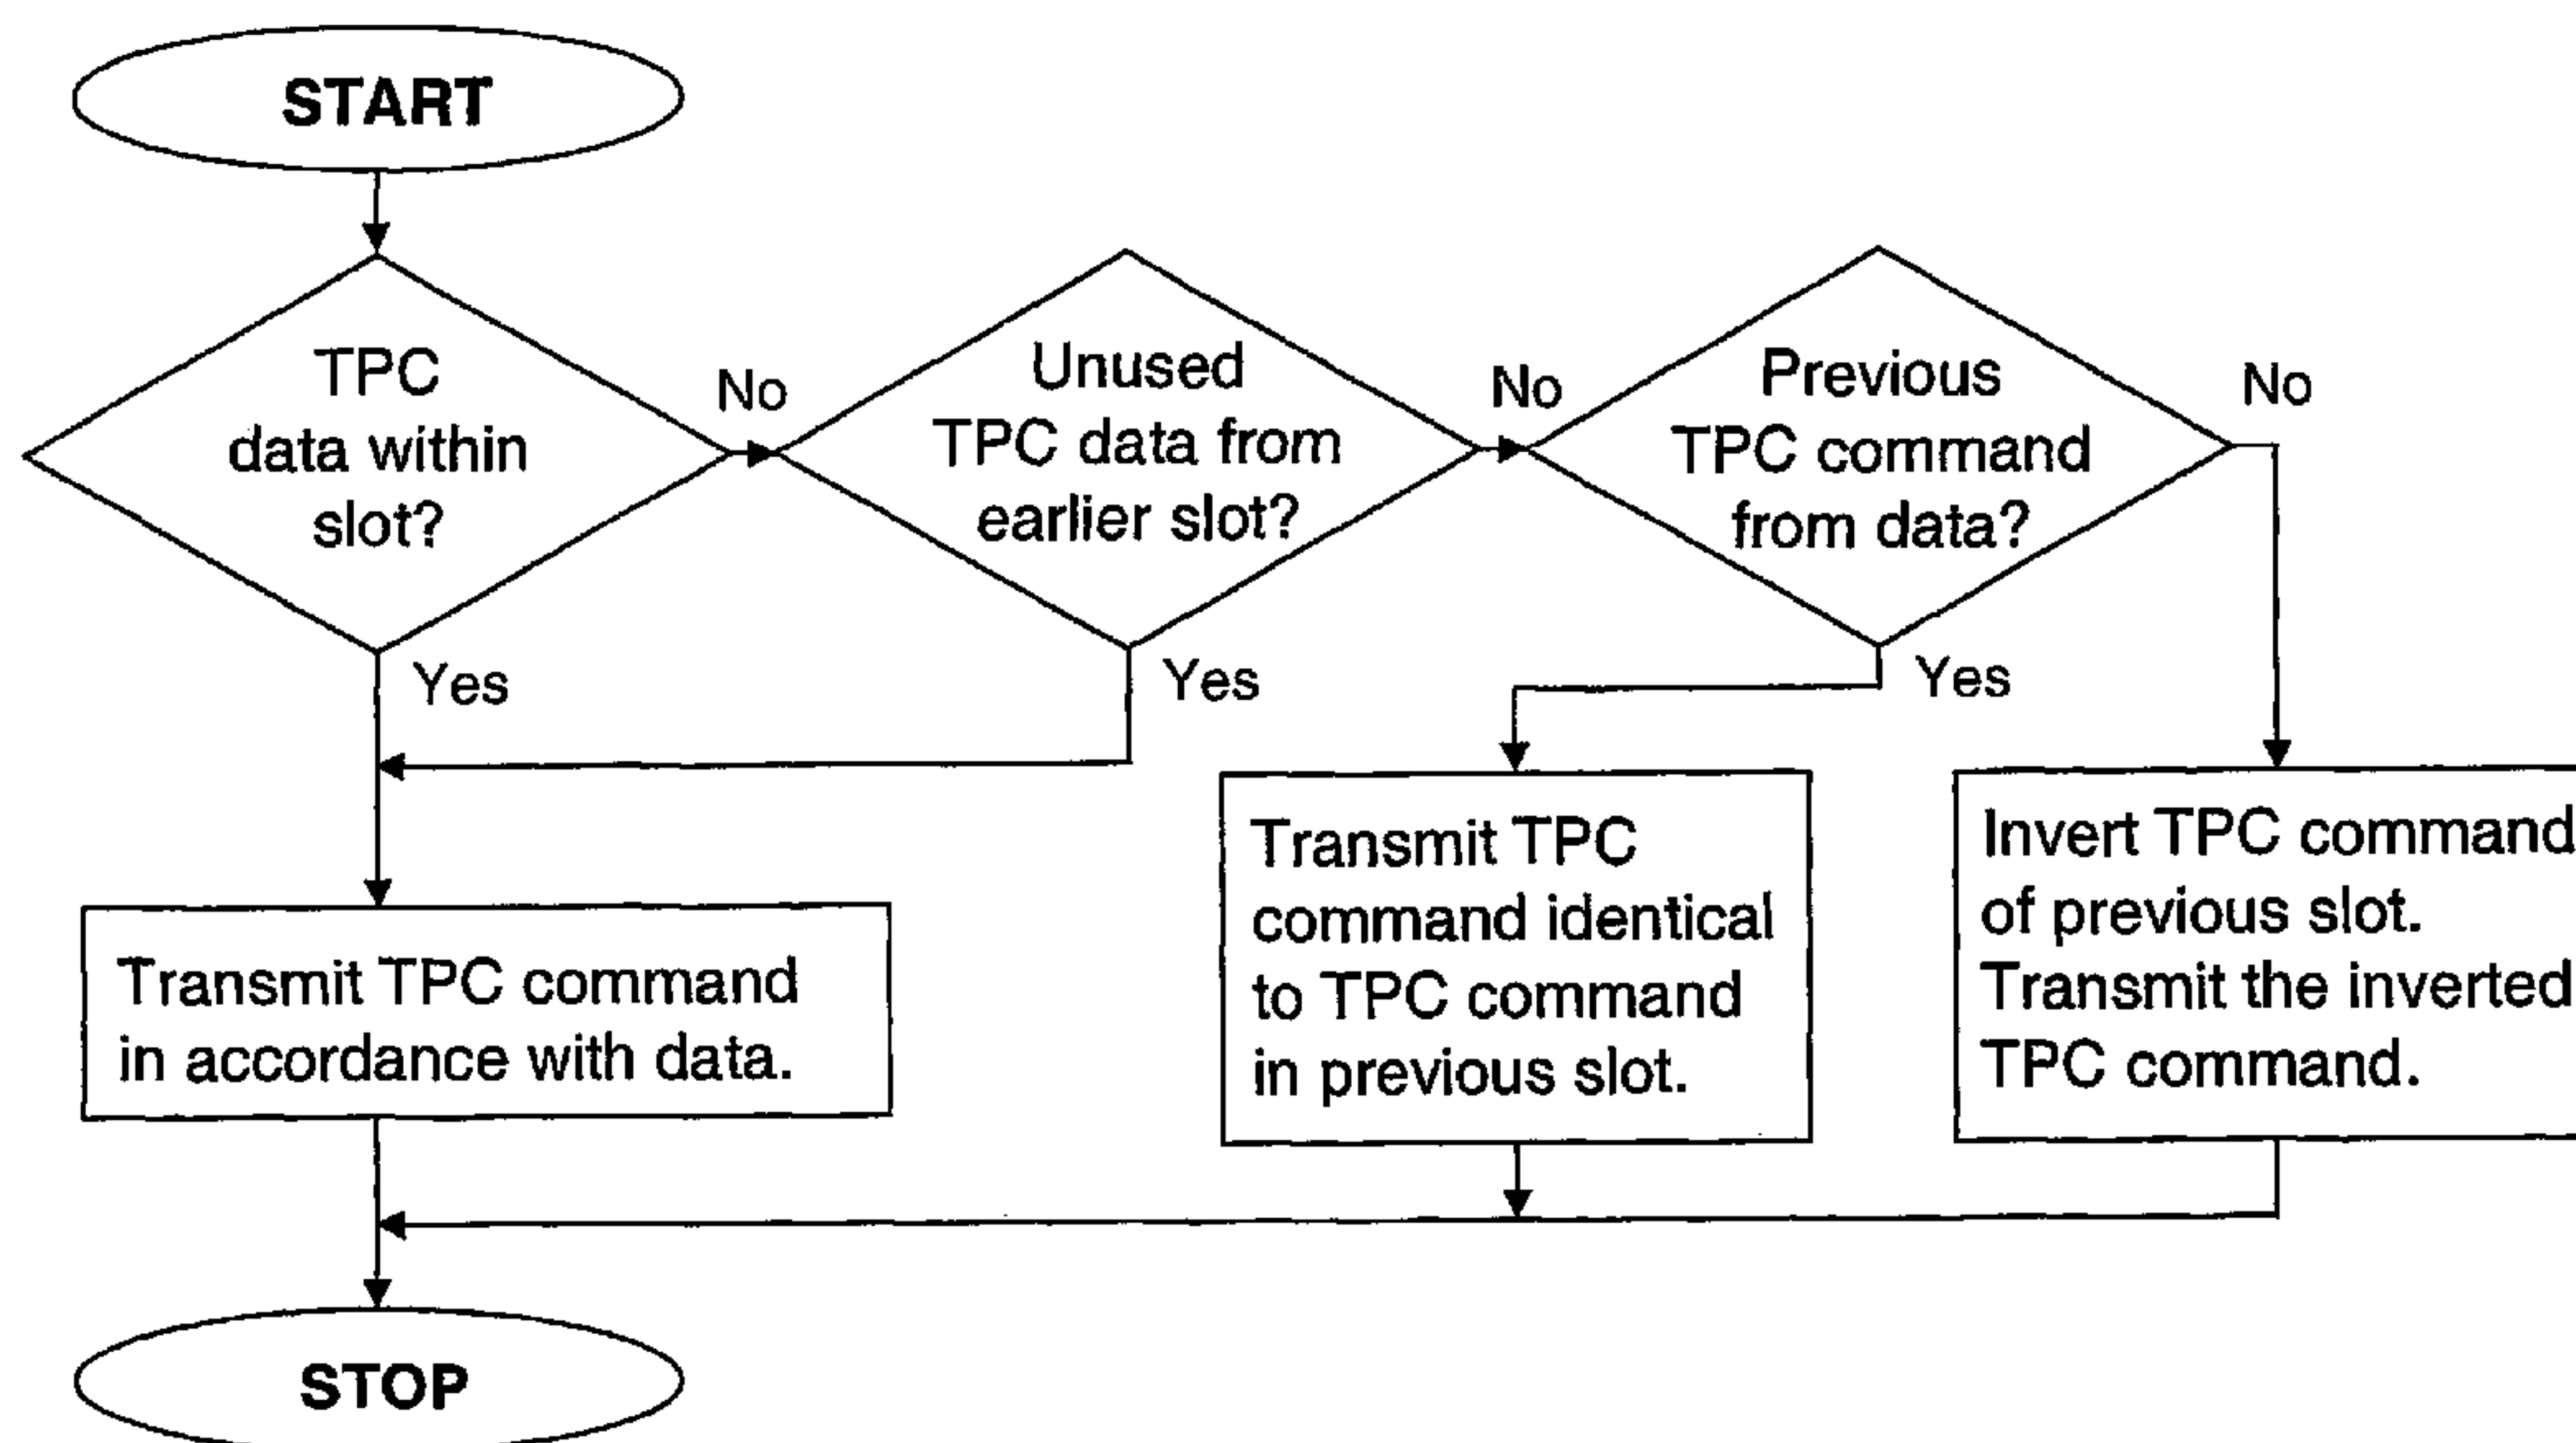 START
TPC
data within
slot?
No
Unused
TPC data from
earlier slot?
No
Previous
TPC command
from data?
No
Yes
Yes
Yes
Transmit TPC command
in accordance with data.
Transmit TPC
command identical
to TPC command
in previous slot.
Invert TPC command
of previous slot.
Transmit the inverted
TPC command.
STOP